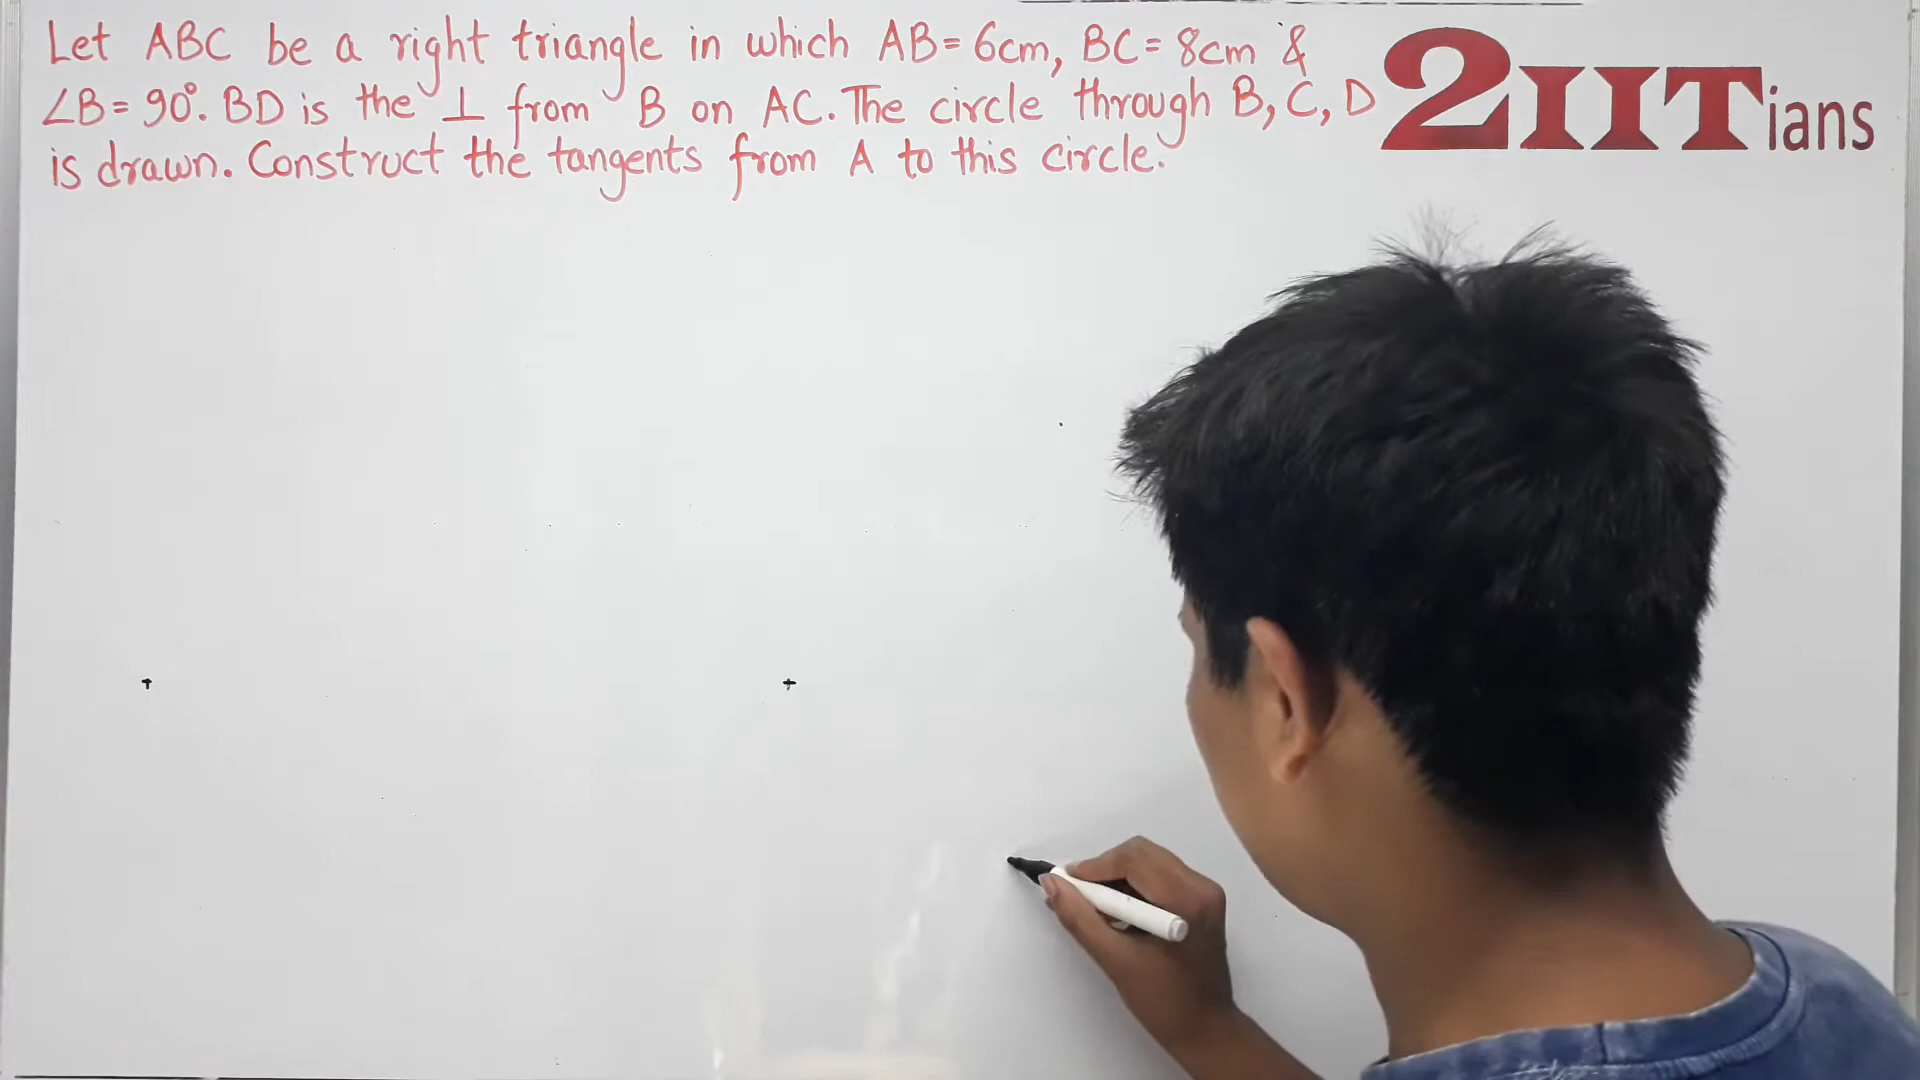 Let ABC be a right triangle in which AB = 6cm, BC = 8cm &
∠B = 90°. BD is the ⊥ from B on AC. The circle through B, C, D
is drawn. Construct the tangents from A to this circle.
2IITians